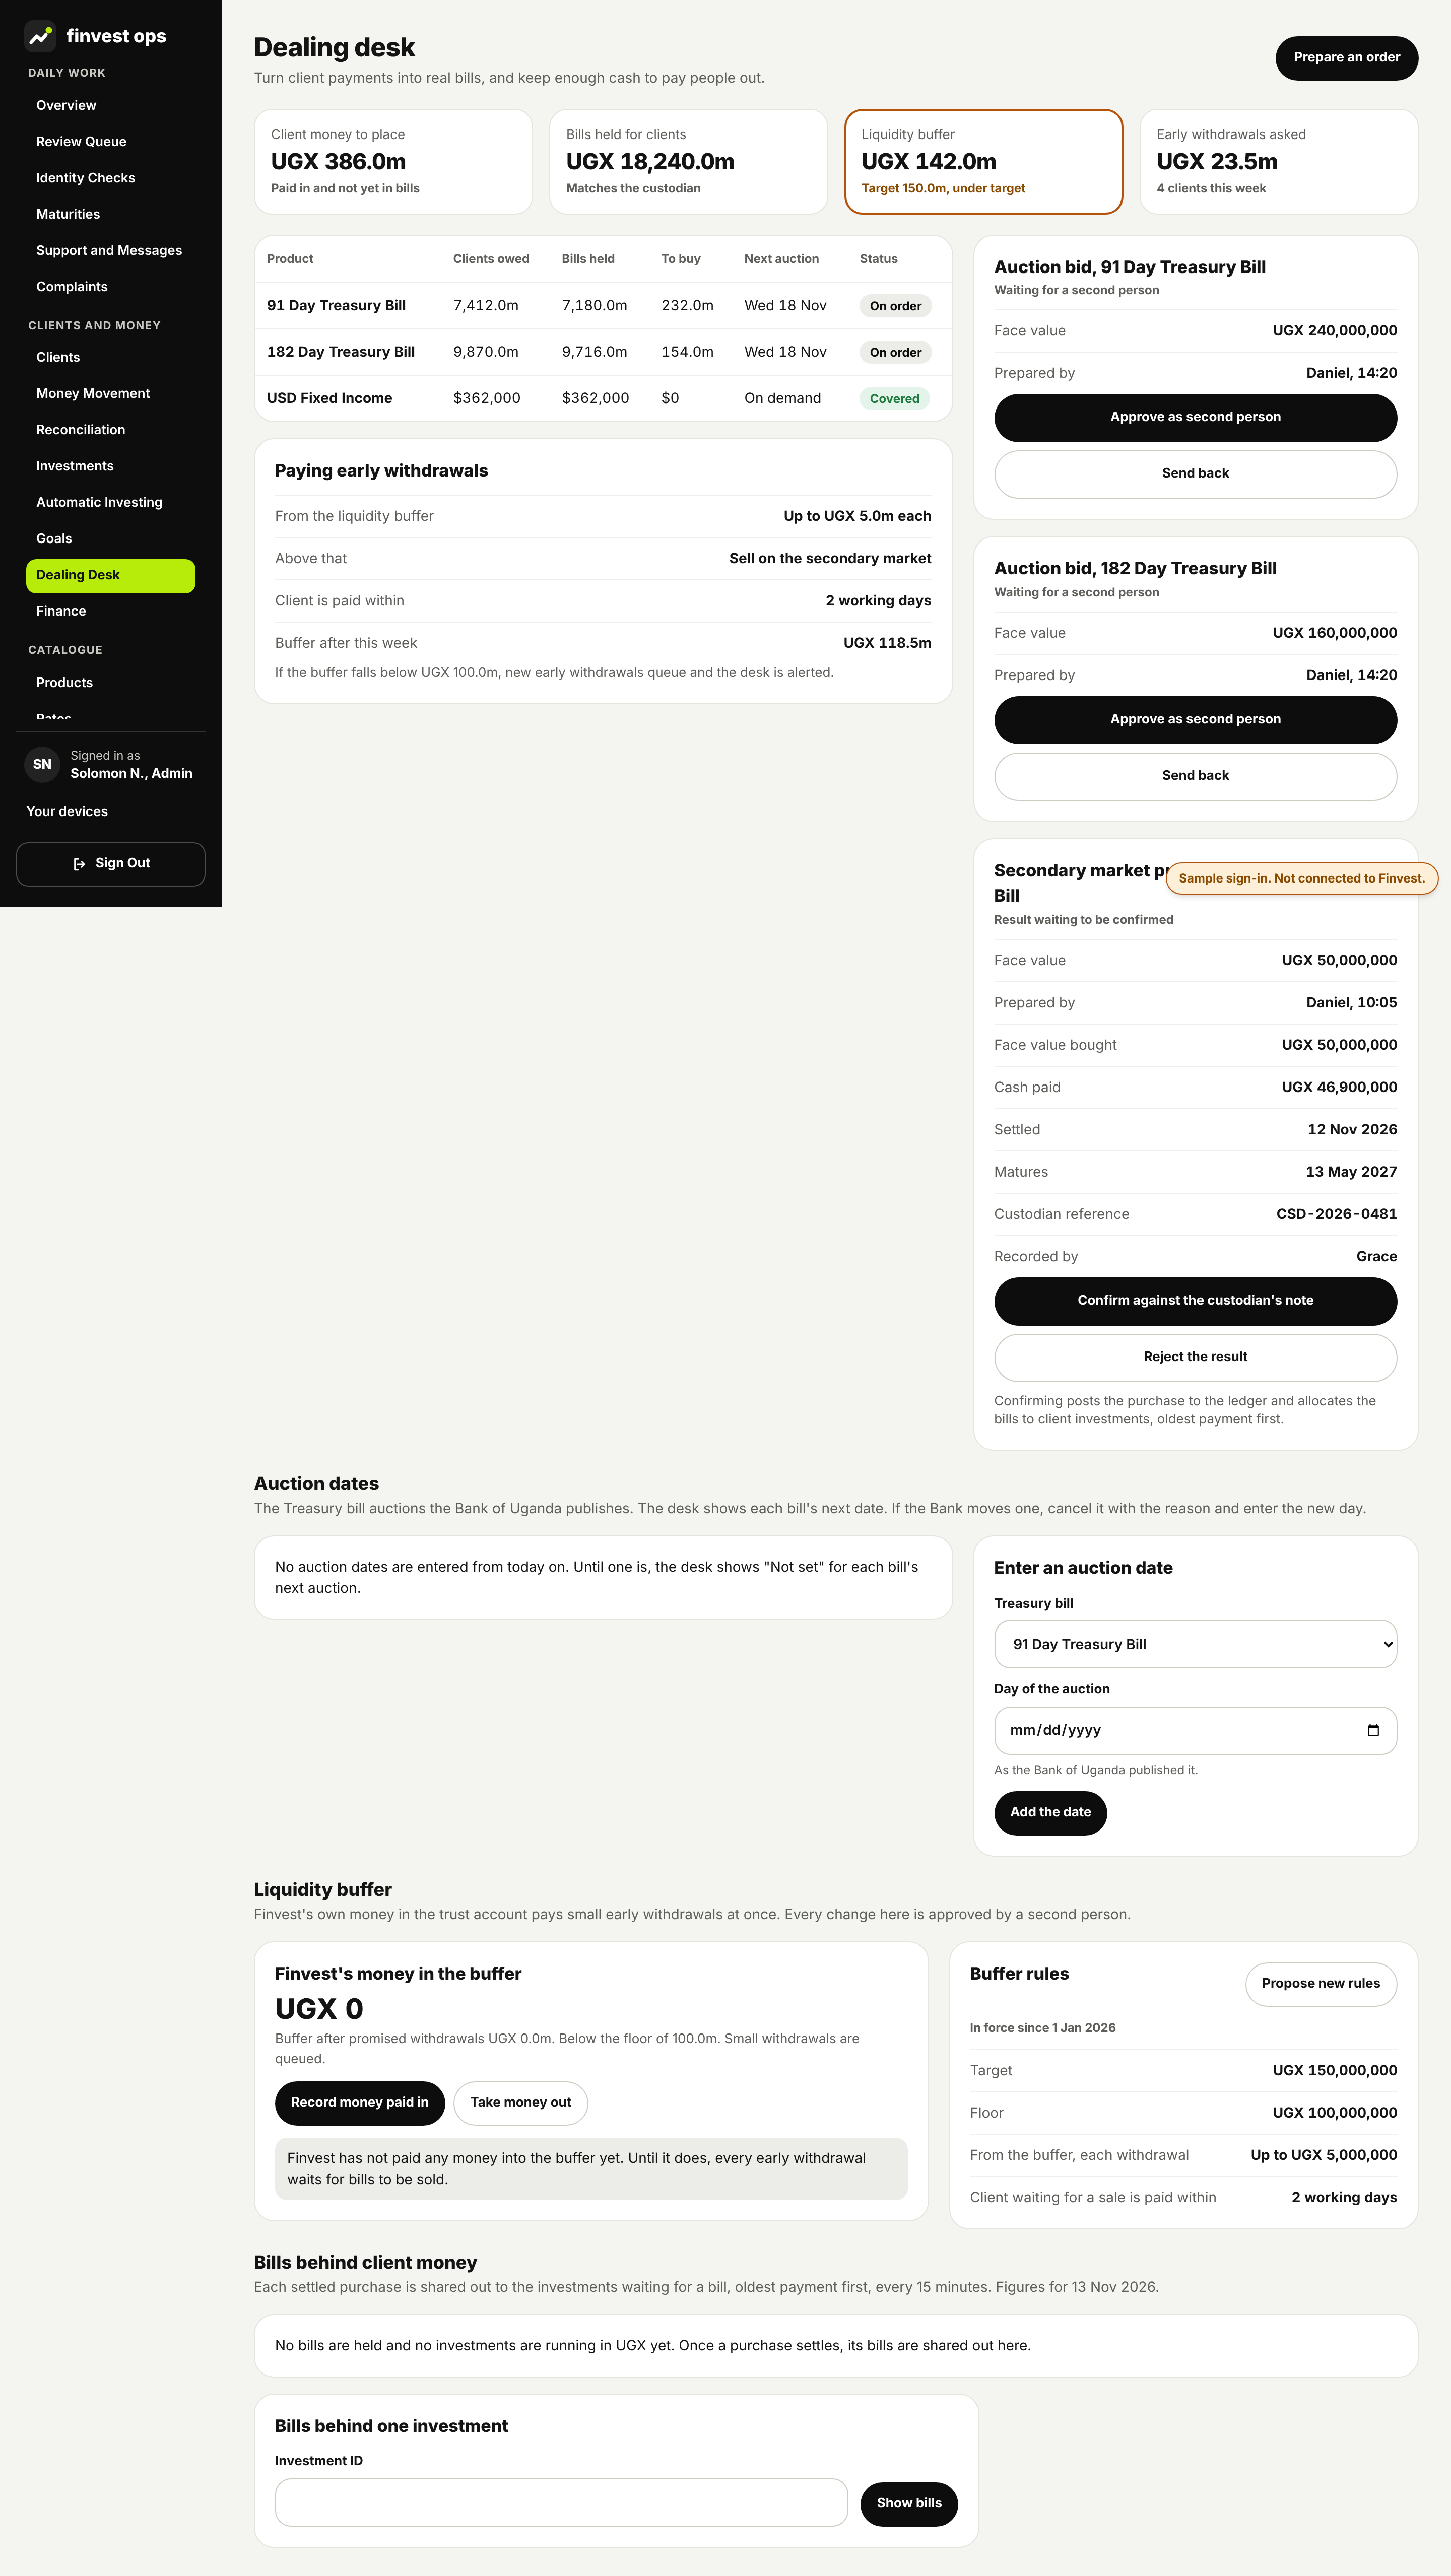 finvest ops
DAILY WORK
Overview
Review Queue
Identity Checks
Maturities
Support and Messages
Complaints
CLIENTS AND MONEY
Clients
Money Movement
Reconciliation
Investments
Automatic Investing
Goals
Dealing Desk
Finance
CATALOGUE
Products
Rates
SN
Signed in as
Solomon N., Admin
Your devices
Sign Out
Dealing desk
Turn client payments into real bills, and keep enough cash to pay people out.
Prepare an order
Client money to place
UGX 386.0m
Paid in and not yet in bills
Bills held for clients
UGX 18,240.0m
Matches the custodian
Liquidity buffer
UGX 142.0m
Target 150.0m, under target
Early withdrawals asked
UGX 23.5m
4 clients this week
Product Clients owed Bills held To buy Next auction Status
91 Day Treasury Bill 7,412.0m 7,180.0m 232.0m Wed 18 Nov On order
182 Day Treasury Bill 9,870.0m 9,716.0m 154.0m Wed 18 Nov On order
USD Fixed Income $362,000 $362,000 $0 On demand Covered
Paying early withdrawals
From the liquidity buffer Up to UGX 5.0m each
Above that Sell on the secondary market
Client is paid within 2 working days
Buffer after this week UGX 118.5m
If the buffer falls below UGX 100.0m, new early withdrawals queue and the desk is alerted.
Auction bid, 91 Day Treasury Bill
Waiting for a second person
Face value UGX 240,000,000
Prepared by Daniel, 14:20
Approve as second person
Send back
Auction bid, 182 Day Treasury Bill
Waiting for a second person
Face value UGX 160,000,000
Prepared by Daniel, 14:20
Approve as second person
Send back
Secondary market
Sample sign-in. Not connected to Finvest.
Bill
Result waiting to be confirmed
Face value UGX 50,000,000
Prepared by Daniel, 10:05
Face value bought UGX 50,000,000
Cash paid UGX 46,900,000
Settled 12 Nov 2026
Matures 13 May 2027
Custodian reference CSD-2026-0481
Recorded by Grace
Confirm against the custodian's note
Reject the result
Confirming posts the purchase to the ledger and allocates the
bills to client investments, oldest payment first.
Auction dates
The Treasury bill auctions the Bank of Uganda publishes. The desk shows each bill's next date. If the Bank moves one, cancel it with the reason and enter the new day.
No auction dates are entered from today on. Until one is, the desk shows "Not set" for each bill's
next auction.
Enter an auction date
Treasury bill
91 Day Treasury Bill
Day of the auction
mm/dd/yyyy
As the Bank of Uganda published it.
Add the date
Liquidity buffer
Finvest's own money in the trust account pays small early withdrawals at once. Every change here is approved by a second person.
Finvest's money in the buffer
UGX 0
Buffer after promised withdrawals UGX 0.0m. Below the floor of 100.0m. Small withdrawals are
queued.
Record money paid in
Take money out
Finvest has not paid any money into the buffer yet. Until it does, every early withdrawal
waits for bills to be sold.
Buffer rules
Propose new rules
In force since 1 Jan 2026
Target UGX 150,000,000
Floor UGX 100,000,000
From the buffer, each withdrawal Up to UGX 5,000,000
Client waiting for a sale is paid within 2 working days
Bills behind client money
Each settled purchase is shared out to the investments waiting for a bill, oldest payment first, every 15 minutes. Figures for 13 Nov 2026.
No bills are held and no investments are running in UGX yet. Once a purchase settles, its bills are shared out here.
Bills behind one investment
Investment ID
Show bills